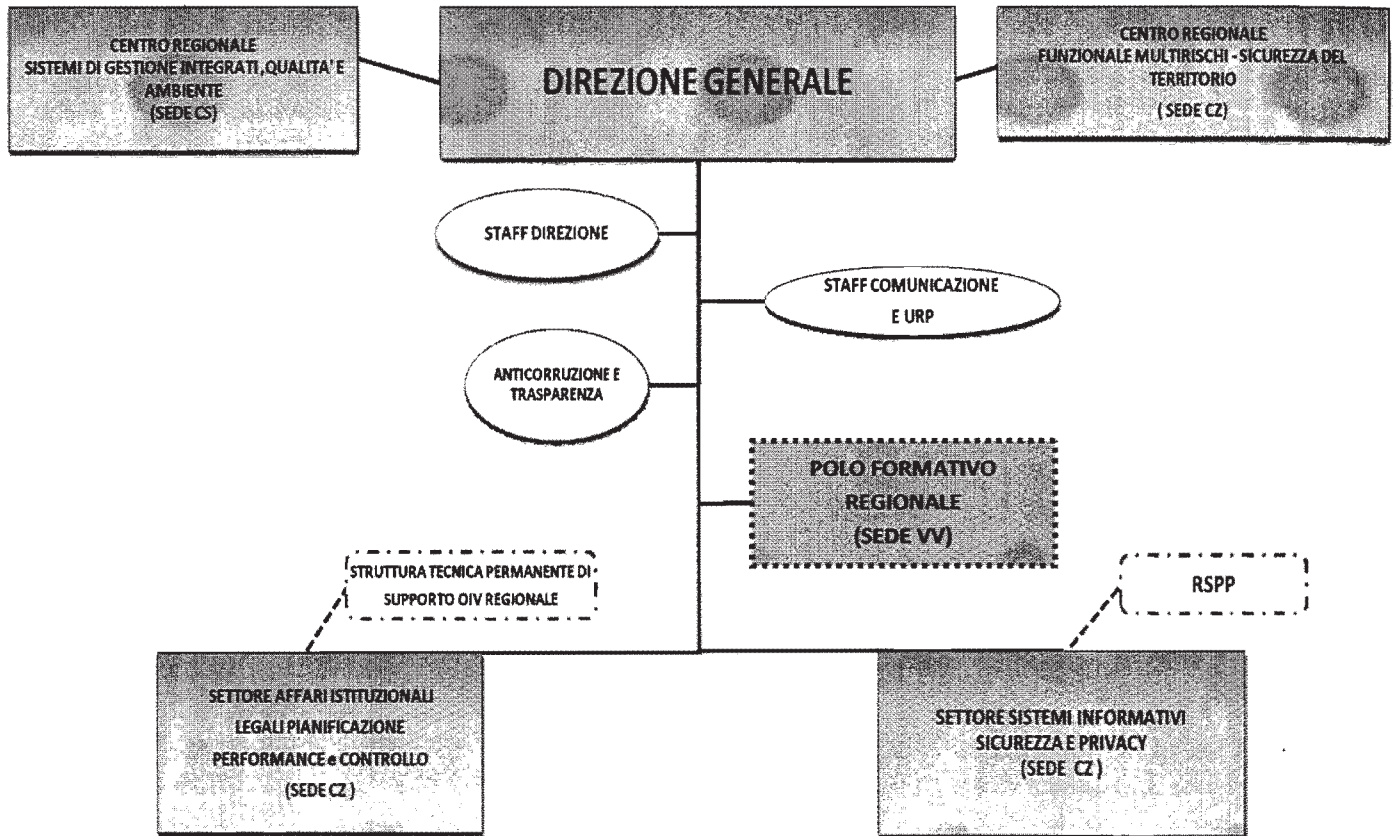 CENTRO REGIONALE
SISTEMI DI GESTIONE INTEGRATI, QUALITA' E
AMBIENTE
(SEDE CS)
DIREZIONE GENERALE
CENTRO REGIONALE
FUNZIONALE MULTIRISCHI - SICUREZZA DEL
TERRITORIO
( SEDE CZ)
STAFF DIREZIONE
STAFF COMUNICAZIONE
E URP
ANTICORRUZIONE E
TRASPARENZA
POLO FORMATIVO
REGIONALE
(SEDE VV)
STRUTTURA TECNICA PERMANENTE DI
SUPPORTO OIV REGIONALE
RSPP
SETTORE AFFARI ISTITUZIONALI
LEGALI PIANIFICAZIONE
PERFORMANCE e CONTROLLO
(SEDE CZ )
SETTORE SISTEMI INFORMATIVI
SICUREZZA E PRIVACY
(SEDE CZ )